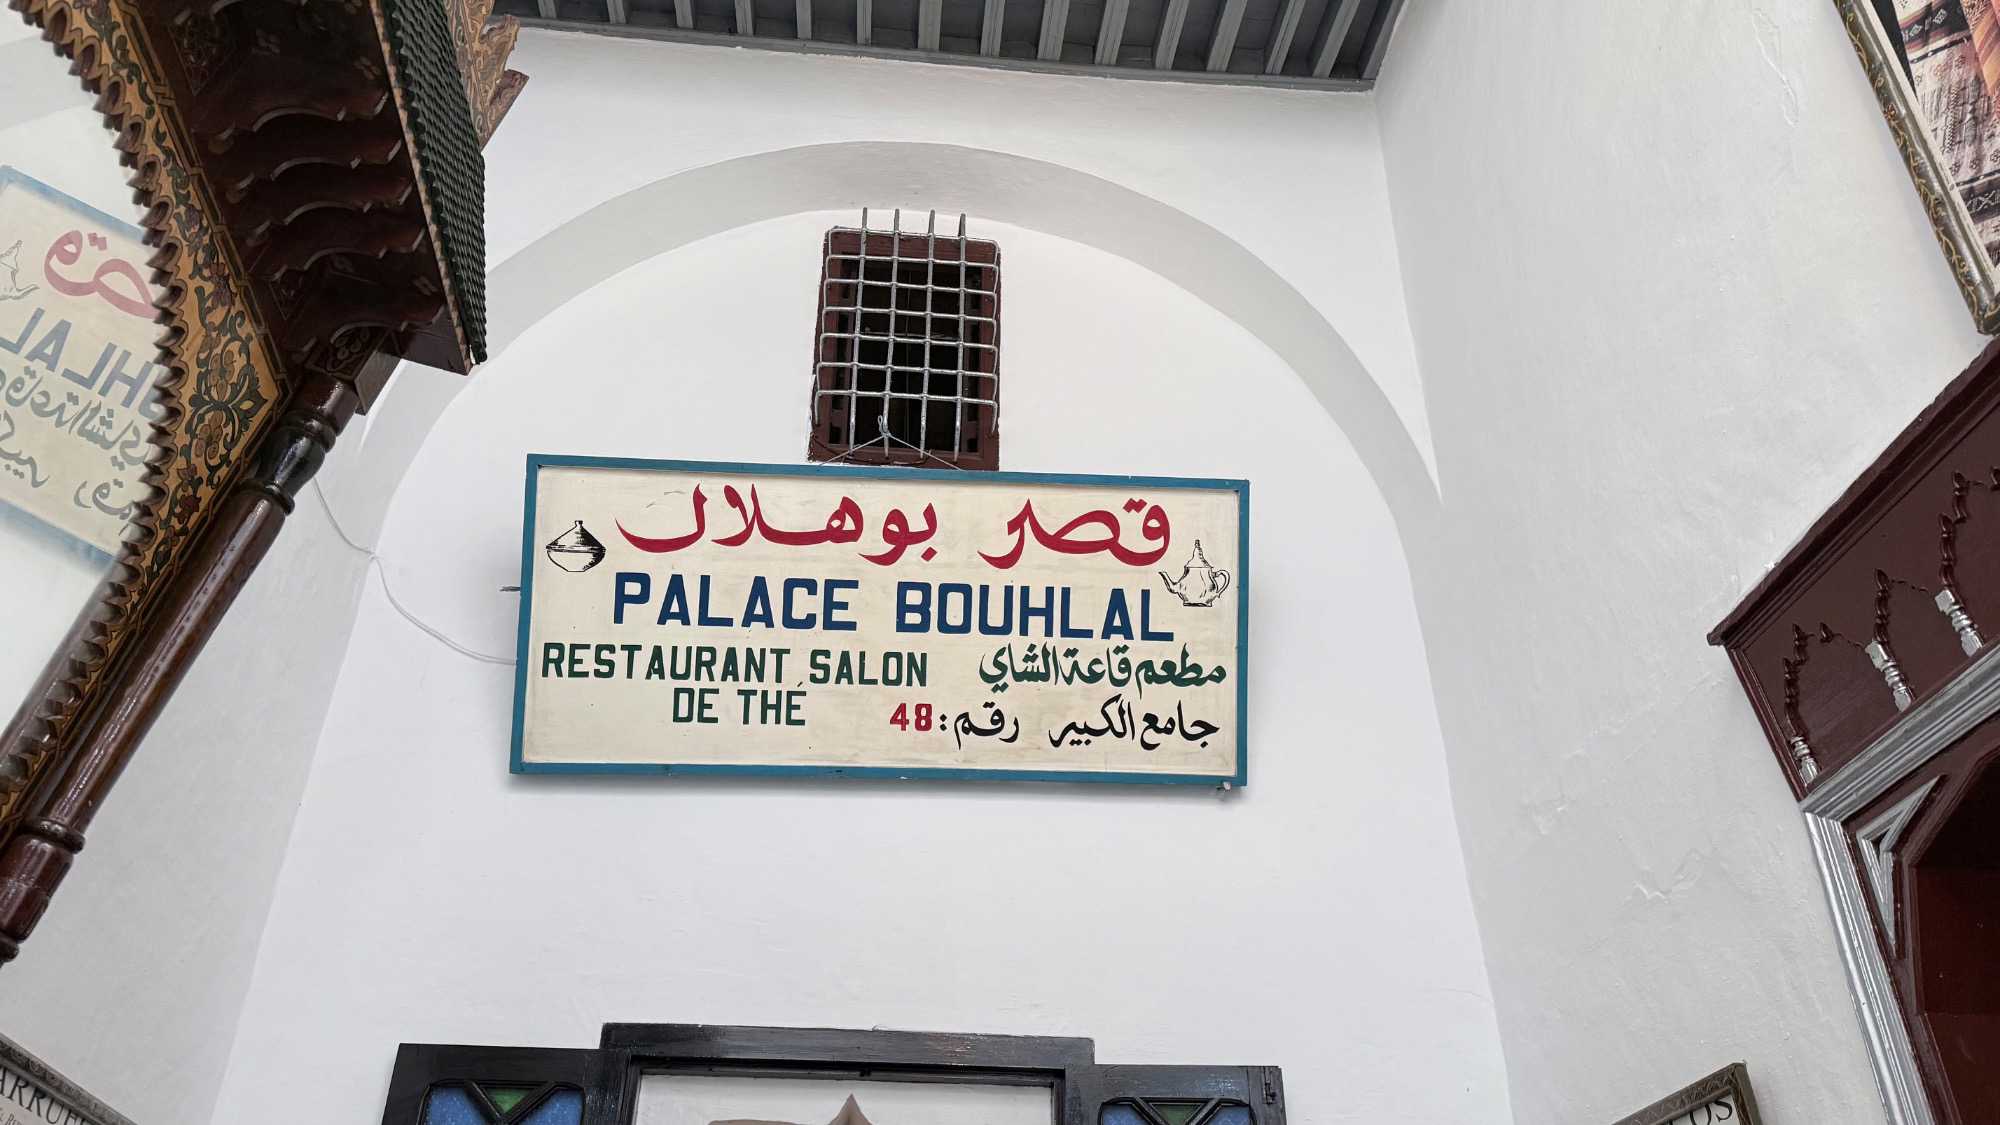 قصر بوهلال
PALACE BOUHLAL
RESTAURANT SALON
DE THÉ
مطعم قاعة الشاي
جامع الكبير رقم : 48